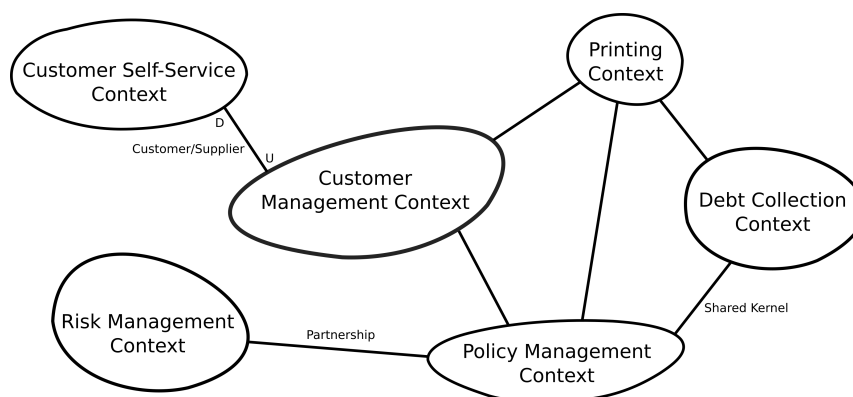 Printing
Context
Customer Self-Service
Context
D
Customer/Supplier
U
Customer
Management Context
Debt Collection
Context
Shared Kernel
Risk Management
Context
Partnership
Policy Management
Context